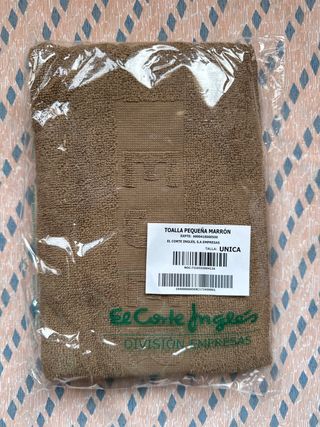 TOALLA PEQUEÑA MARRÓN
EL CORTE INGLES, S.A EMPRESAS
TALLA: UNICA
El Corte Inglés
DIVISIÓN EMPRESAS